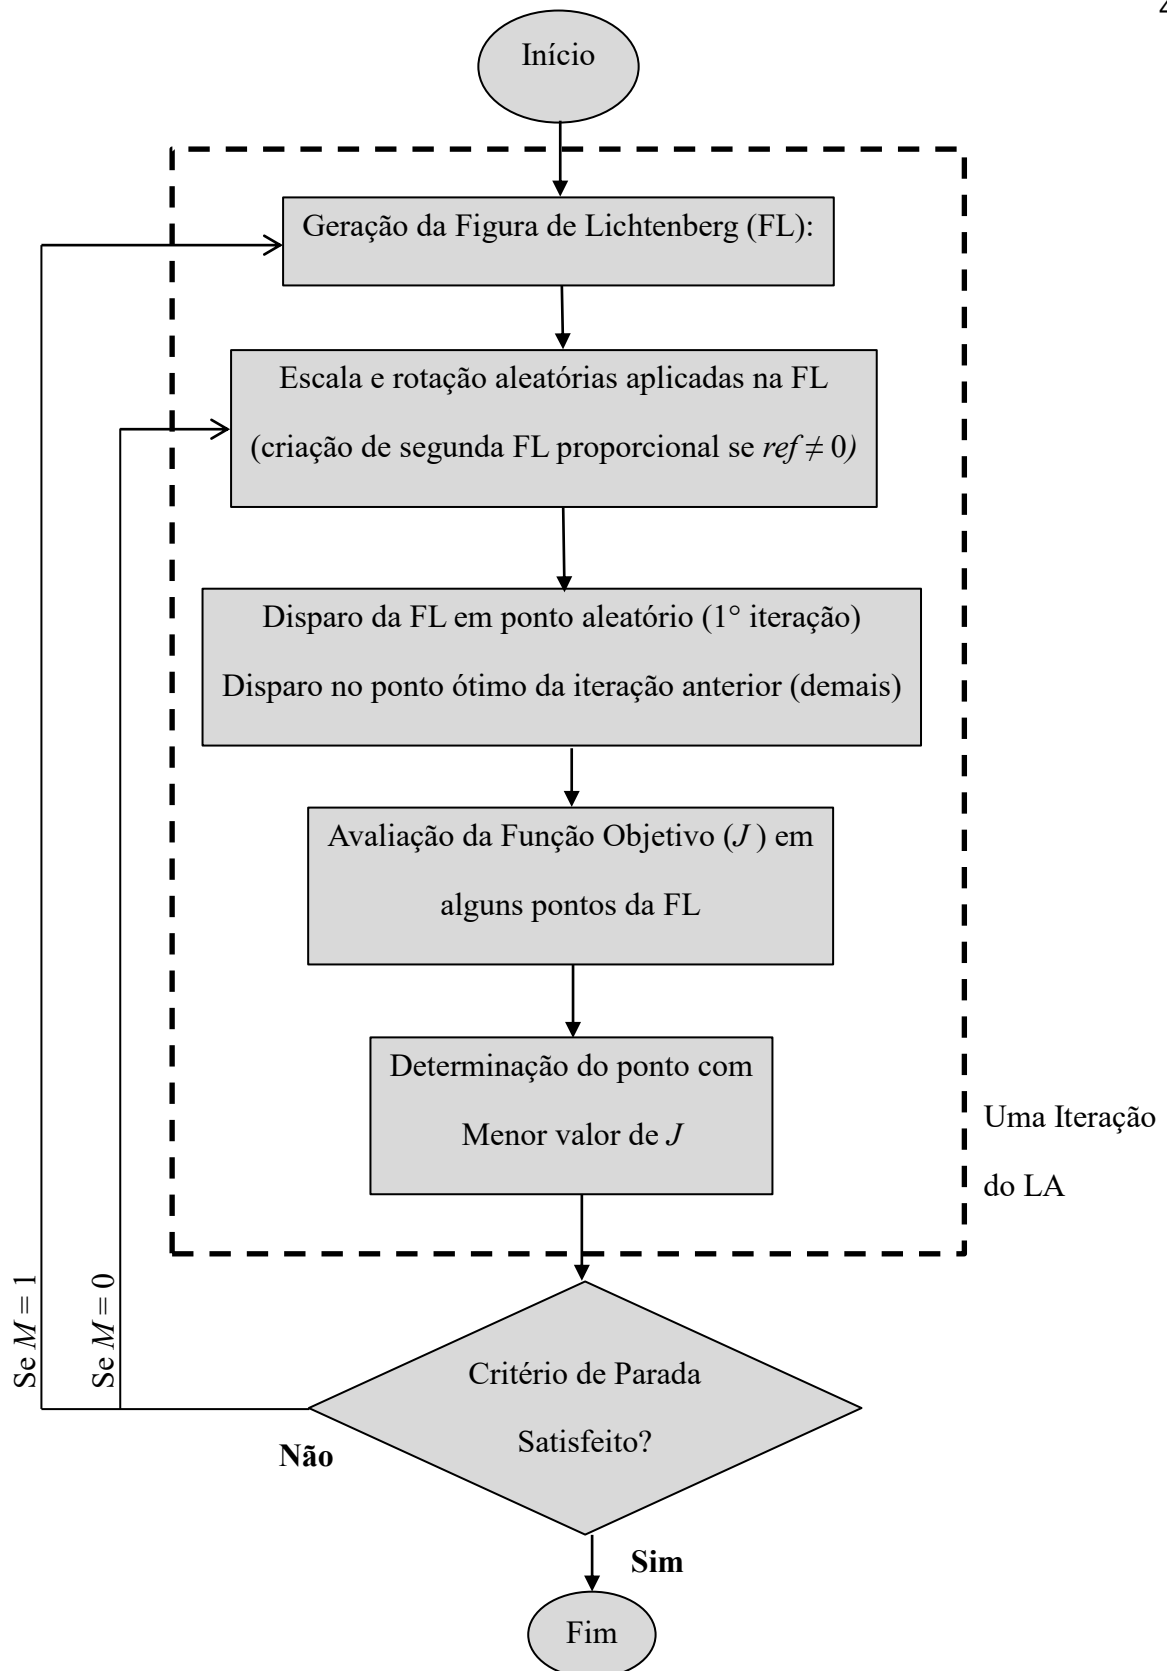 Início
Geração da Figura de Lichtenberg (FL):
Escala e rotação aleatórias aplicadas na FL
(criação de segunda FL proporcional se ref ≠ 0)
Disparo da FL em ponto aleatório (1° iteração)
Disparo no ponto ótimo da iteração anterior (demais)
Avaliação da Função Objetivo (J ) em
alguns pontos da FL
Determinação do ponto com
Menor valor de J
Uma Iteração
do LA
Se M = 1
Se M = 0
Critério de Parada
Satisfeito?
Não
Sim
Fim